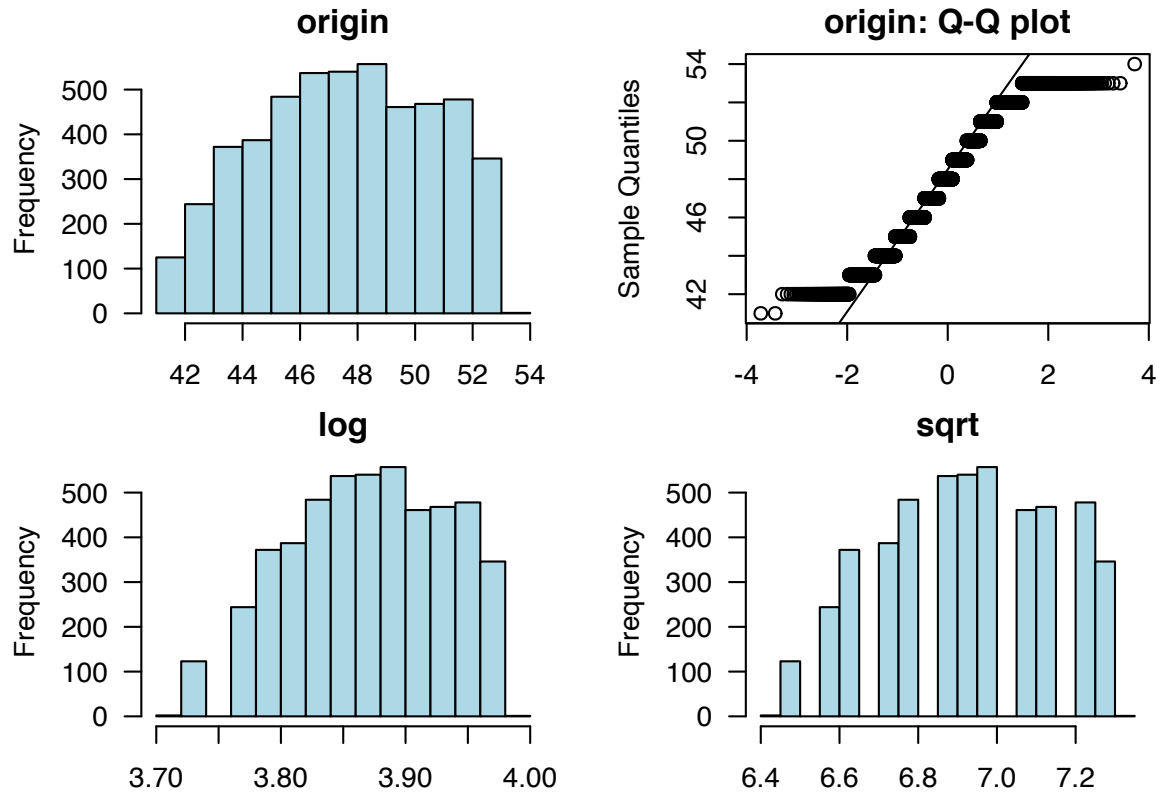 origin
Frequency
0
100
200
300
400
500
42 44 46 48 50 52 54
origin: Q-Q plot
Sample Quantiles
42
46
50
54
-4 -2 0 2 4
log
Frequency
0
100
200
300
400
500
3.70 3.80 3.90 4.00
sqrt
Frequency
0
100
200
300
400
500
6.4 6.6 6.8 7.0 7.2